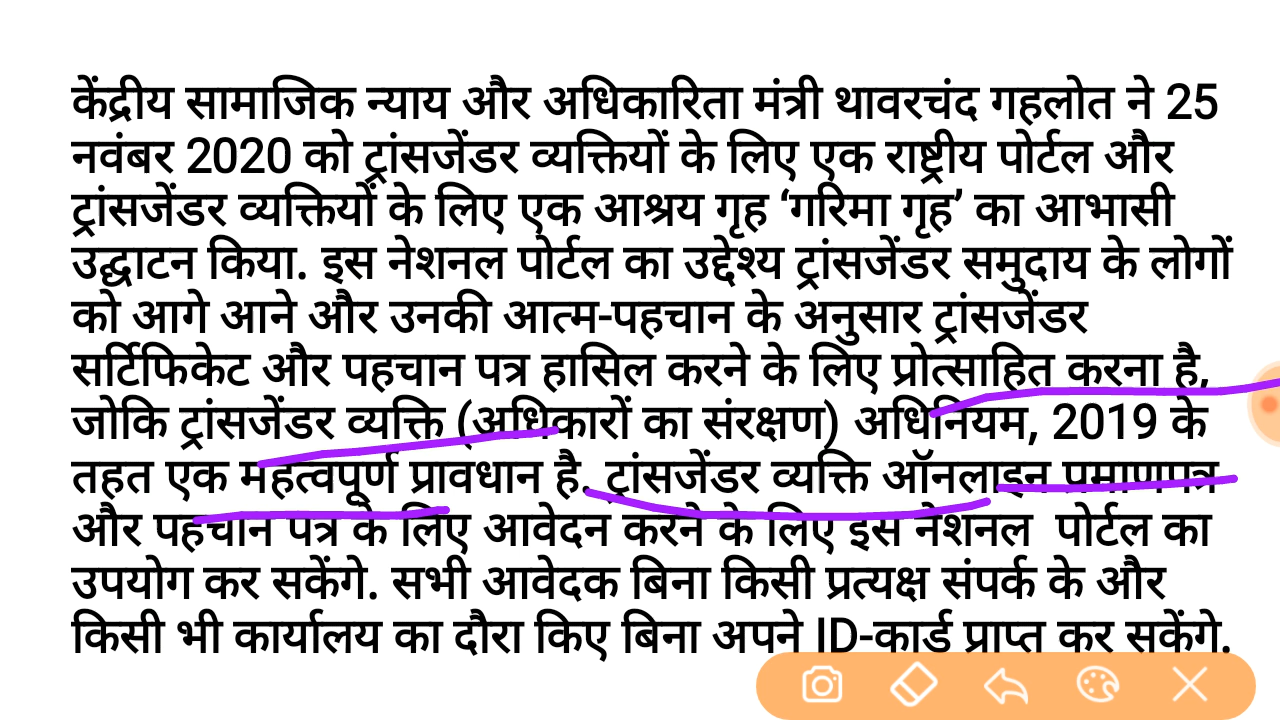 केंद्रीय सामाजिक न्याय और अधिकारिता मंत्री थावरचंद गहलोत ने 25
नवंबर 2020 को ट्रांसजेंडर व्यक्तियों के लिए एक राष्ट्रीय पोर्टल और
ट्रांसजेंडर व्यक्तियों के लिए एक आश्रय गृह ‘गरिमा गृह’ का आभासी
उद्घाटन किया. इस नेशनल पोर्टल का उद्देश्य ट्रांसजेंडर समुदाय के लोगों
को आगे आने और उनकी आत्म-पहचान के अनुसार ट्रांसजेंडर
सर्टिफिकेट और पहचान पत्र हासिल करने के लिए प्रोत्साहित करना है,
जोकि ट्रांसजेंडर व्यक्ति (अधिकारों का संरक्षण) अधिनियम, 2019 के
तहत एक महत्वपूर्ण प्रावधान है. ट्रांसजेंडर व्यक्ति ऑनलाइन प्रमाणपत्र
और पहचान पत्र के लिए आवेदन करने के लिए इस नेशनल पोर्टल का
उपयोग कर सकेंगे. सभी आवेदक बिना किसी प्रत्यक्ष संपर्क के और
किसी भी कार्यालय का दौरा किए बिना अपने ID-कार्ड प्राप्त कर सकेंगे.